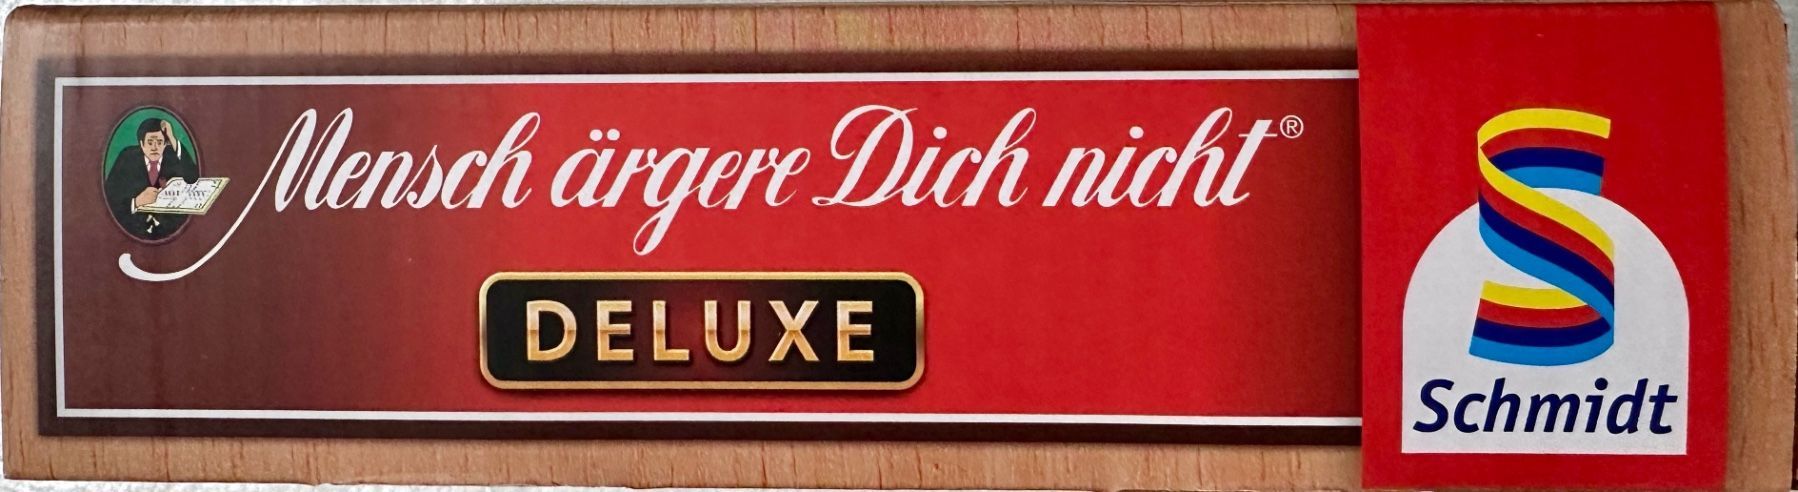 Mensch ärgere Dich nicht®
DELUXE
Schmidt